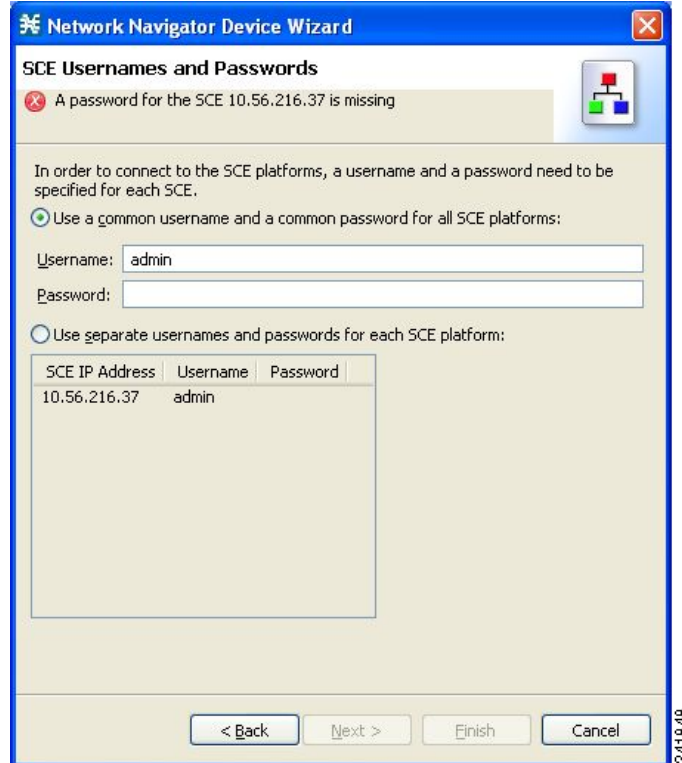 Network Navigator Device Wizard
SCE Usernames and Passwords
A password for the SCE 10.56.216.37 is missing
In order to connect to the SCE platforms, a username and a password need to be
specified for each SCE.
Use a common username and a common password for all SCE platforms:
Username: admin
Password:
Use separate usernames and passwords for each SCE platform:
SCE IP Address Username Password
10.56.216.37 admin
< Back Next > Finish Cancel
241949